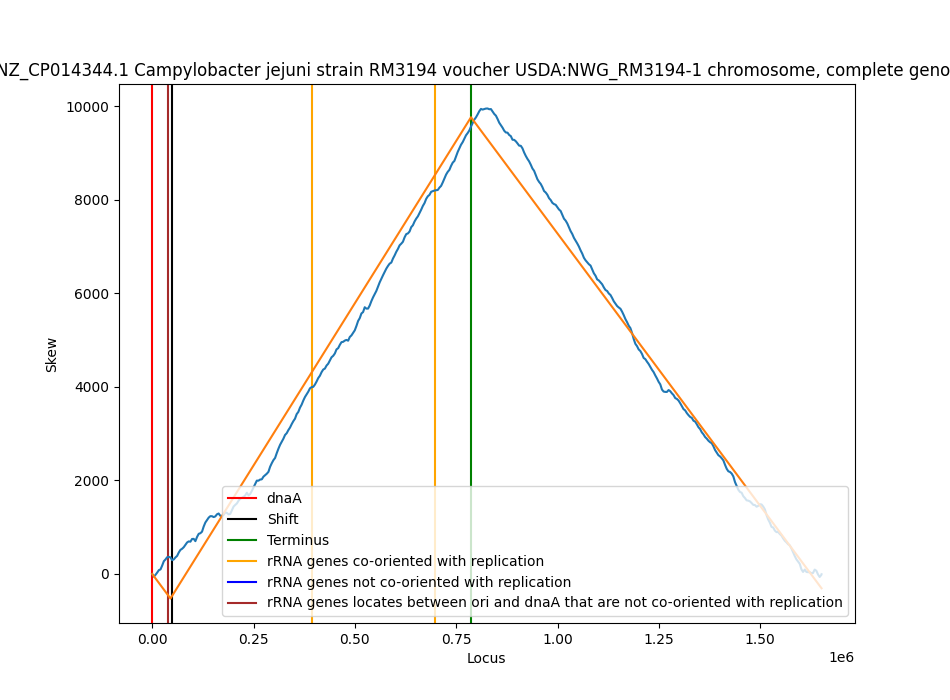 NZ_CP014344.1 Campylobacter jejuni strain RM3194 voucher USDA:NWG_RM3194-1 chromosome, complete geno
10000
8000
6000
4000
2000
0
Skew
dnaA
Shift
Terminus
rRNA genes co-oriented with replication
rRNA genes not co-oriented with replication
rRNA genes locates between ori and dnaA that are not co-oriented with replication
0.00 0.25 0.50 0.75 1.00 1.25 1.50
Locus
1e6